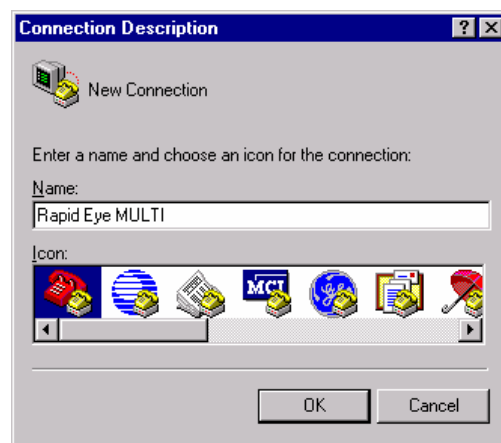 Connection Description
New Connection
Enter a name and choose an icon for the connection:
Name:
Rapid Eye MULTI
Icon:
MCI
OK
Cancel